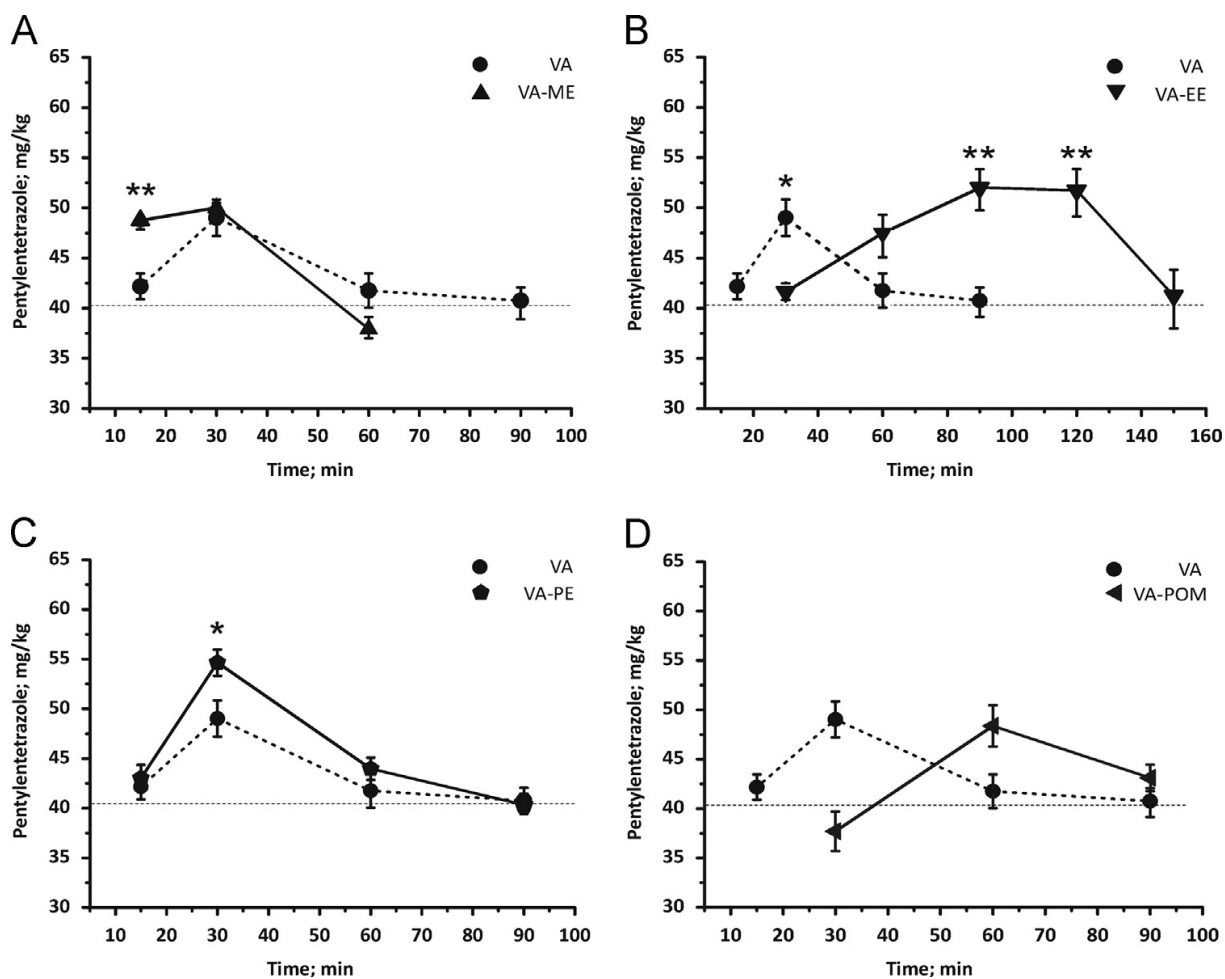 A
Pentylentetrazole; mg/kg
65
60
55
50
45
40
35
30
VA
VA-ME
**
10 20 30 40 50 60 70 80 90 100
Time; min
B
Pentylentetrazole; mg/kg
65
60
55
50
45
40
35
30
VA
VA-EE
*
** **
20 40 60 80 100 120 140 160
Time; min
C
Pentylentetrazole; mg/kg
65
60
55
50
45
40
35
30
VA
VA-PE
*
10 20 30 40 50 60 70 80 90 100
Time; min
D
Pentylentetrazole; mg/kg
65
60
55
50
45
40
35
30
VA
VA-POM
10 20 30 40 50 60 70 80 90 100
Time; min